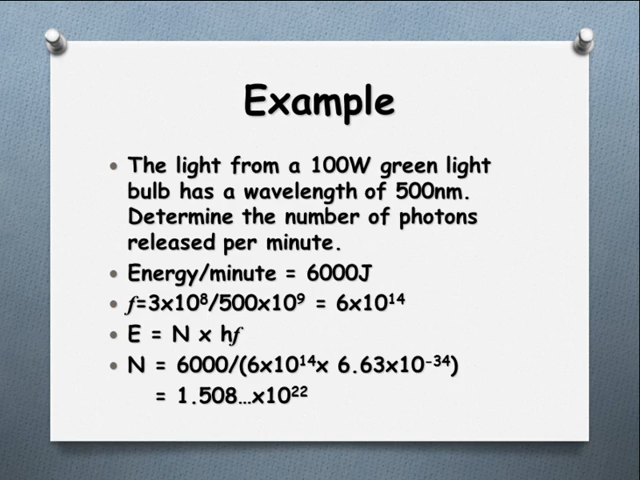 Example
• The light from a 100W green light
bulb has a wavelength of 500nm.
Determine the number of photons
released per minute.
• Energy/minute = 6000J
• f=3x10⁸/500x10⁹ = 6x10¹⁴
• E = N x hf
• N = 6000/(6x10¹⁴x 6.63x10⁻³⁴)
= 1.508…x10²²